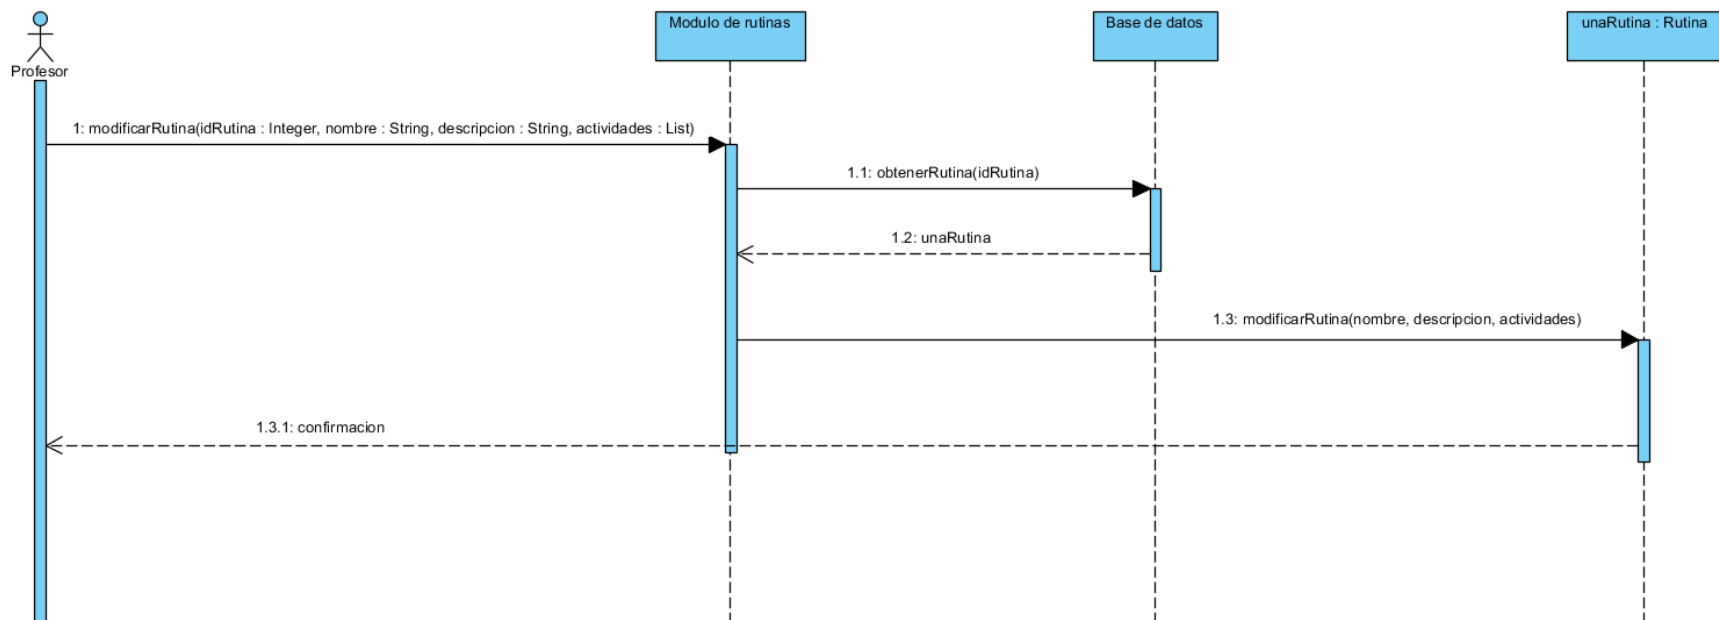 Modulo de rutinas
Base de datos
unaRutina : Rutina
Profesor
1: modificarRutina(idRutina : Integer, nombre : String, descripcion : String, actividades : List)
1.1: obtenerRutina(idRutina)
1.2: unaRutina
1.3: modificarRutina(nombre, descripcion, actividades)
1.3.1: confirmacion